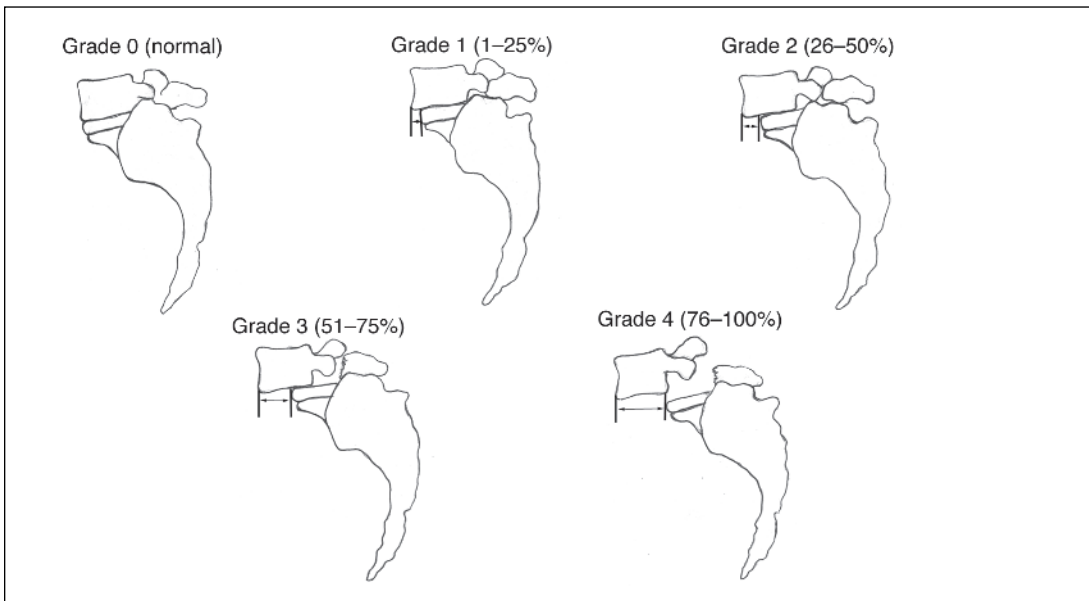 Grade 0 (normal)
Grade 1 (1–25%)
Grade 2 (26–50%)
Grade 3 (51–75%)
Grade 4 (76–100%)